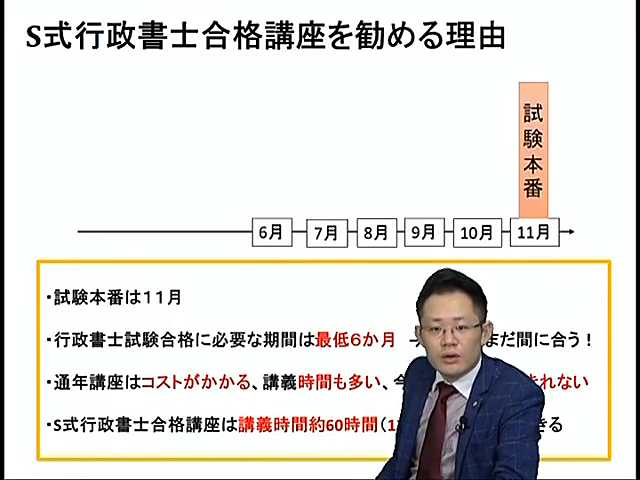 S式行政書士合格講座を勧める理由
試験本番
6月 7月 8月 9月 10月 11月
・試験本番は11月
・行政書士試験合格に必要な期間は最低6か月 まだ間に合う！
・通年講座はコストがかかる、講義時間も多い、 きれない
・S式行政書士合格講座は講義時間約60時間（1 きる